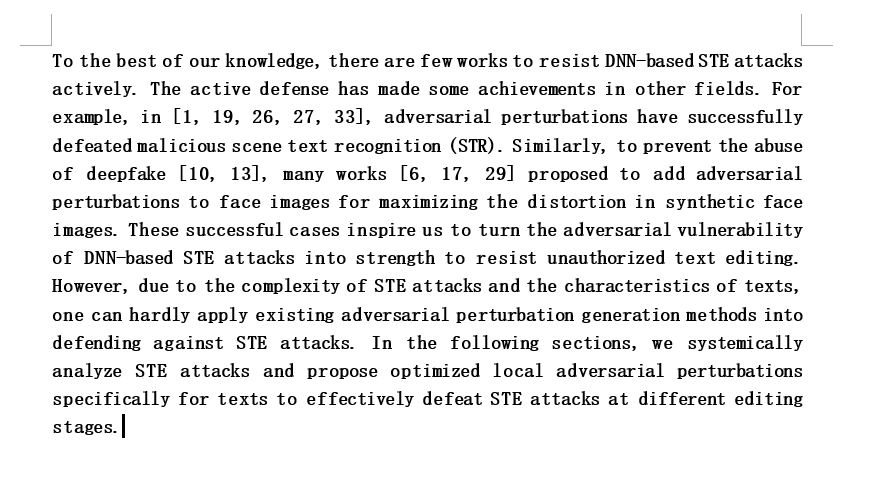 To the best of our knowledge, there are few works to resist DNN-based STE attacks
actively. The active defense has made some achievements in other fields. For
example, in [1, 19, 26, 27, 33], adversarial perturbations have successfully
defeated malicious scene text recognition (STR). Similarly, to prevent the abuse
of deepfake [10, 13], many works [6, 17, 29] proposed to add adversarial
perturbations to face images for maximizing the distortion in synthetic face
images. These successful cases inspire us to turn the adversarial vulnerability
of DNN-based STE attacks into strength to resist unauthorized text editing.
However, due to the complexity of STE attacks and the characteristics of texts,
one can hardly apply existing adversarial perturbation generation methods into
defending against STE attacks. In the following sections, we systemically
analyze STE attacks and propose optimized local adversarial perturbations
specifically for texts to effectively defeat STE attacks at different editing
stages.